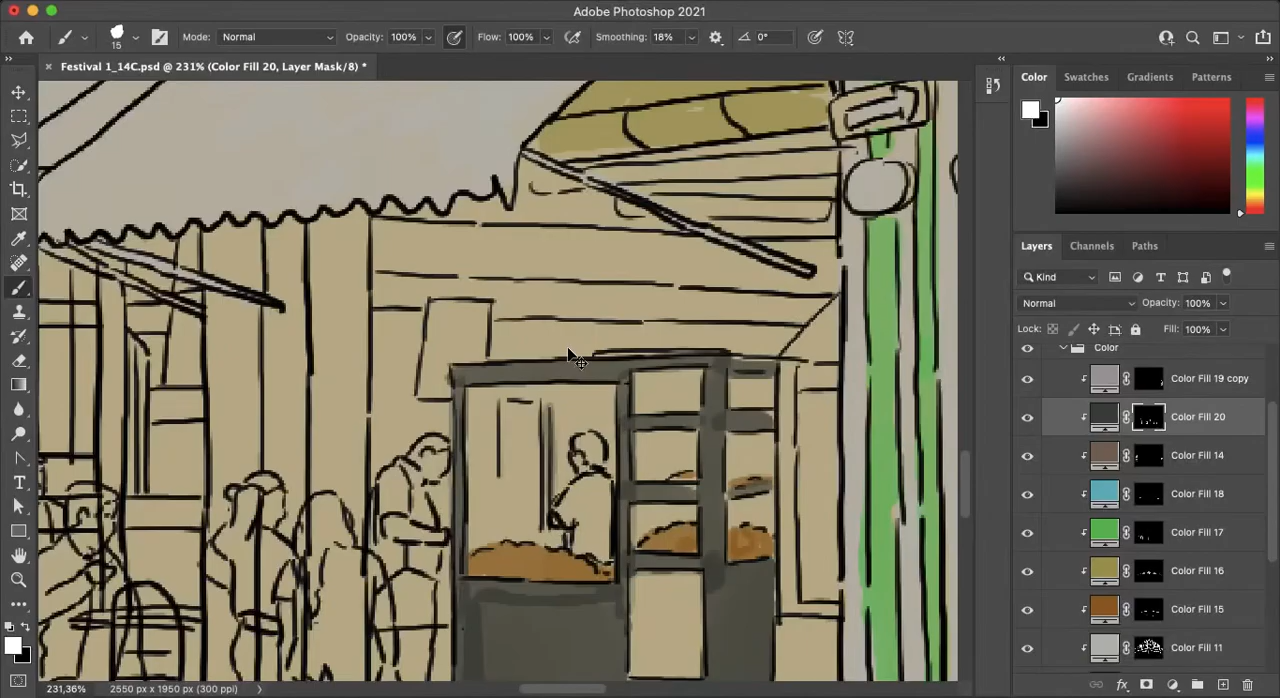 Adobe Photoshop 2021
15
Mode: Normal
Opacity: 100%
Flow: 100%
Smoothing: 18%
0°
Festival 1_14C.psd @ 231% (Color Fill 20, Layer Mask/8) *
Color Swatches Gradients Patterns
Layers Channels Paths
Kind
Normal
Opacity: 100%
Lock:
Fill: 100%
Color
Color Fill 19 copy
Color Fill 20
Color Fill 14
Color Fill 18
Color Fill 17
Color Fill 16
Color Fill 15
Color Fill 11
231,36%
2550 px x 1950 px (300 ppi)